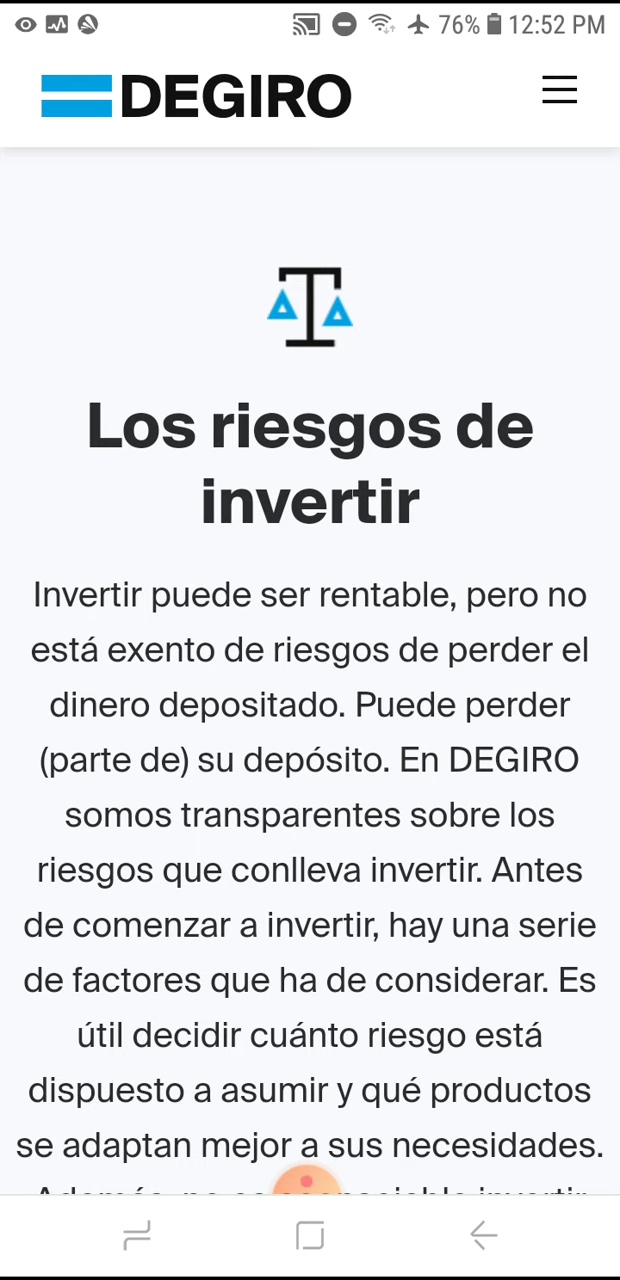 76% 12:52 PM
DEGIRO
Los riesgos de
invertir
Invertir puede ser rentable, pero no
está exento de riesgos de perder el
dinero depositado. Puede perder
(parte de) su depósito. En DEGIRO
somos transparentes sobre los
riesgos que conlleva invertir. Antes
de comenzar a invertir, hay una serie
de factores que ha de considerar. Es
útil decidir cuánto riesgo está
dispuesto a asumir y qué productos
se adaptan mejor a sus necesidades.